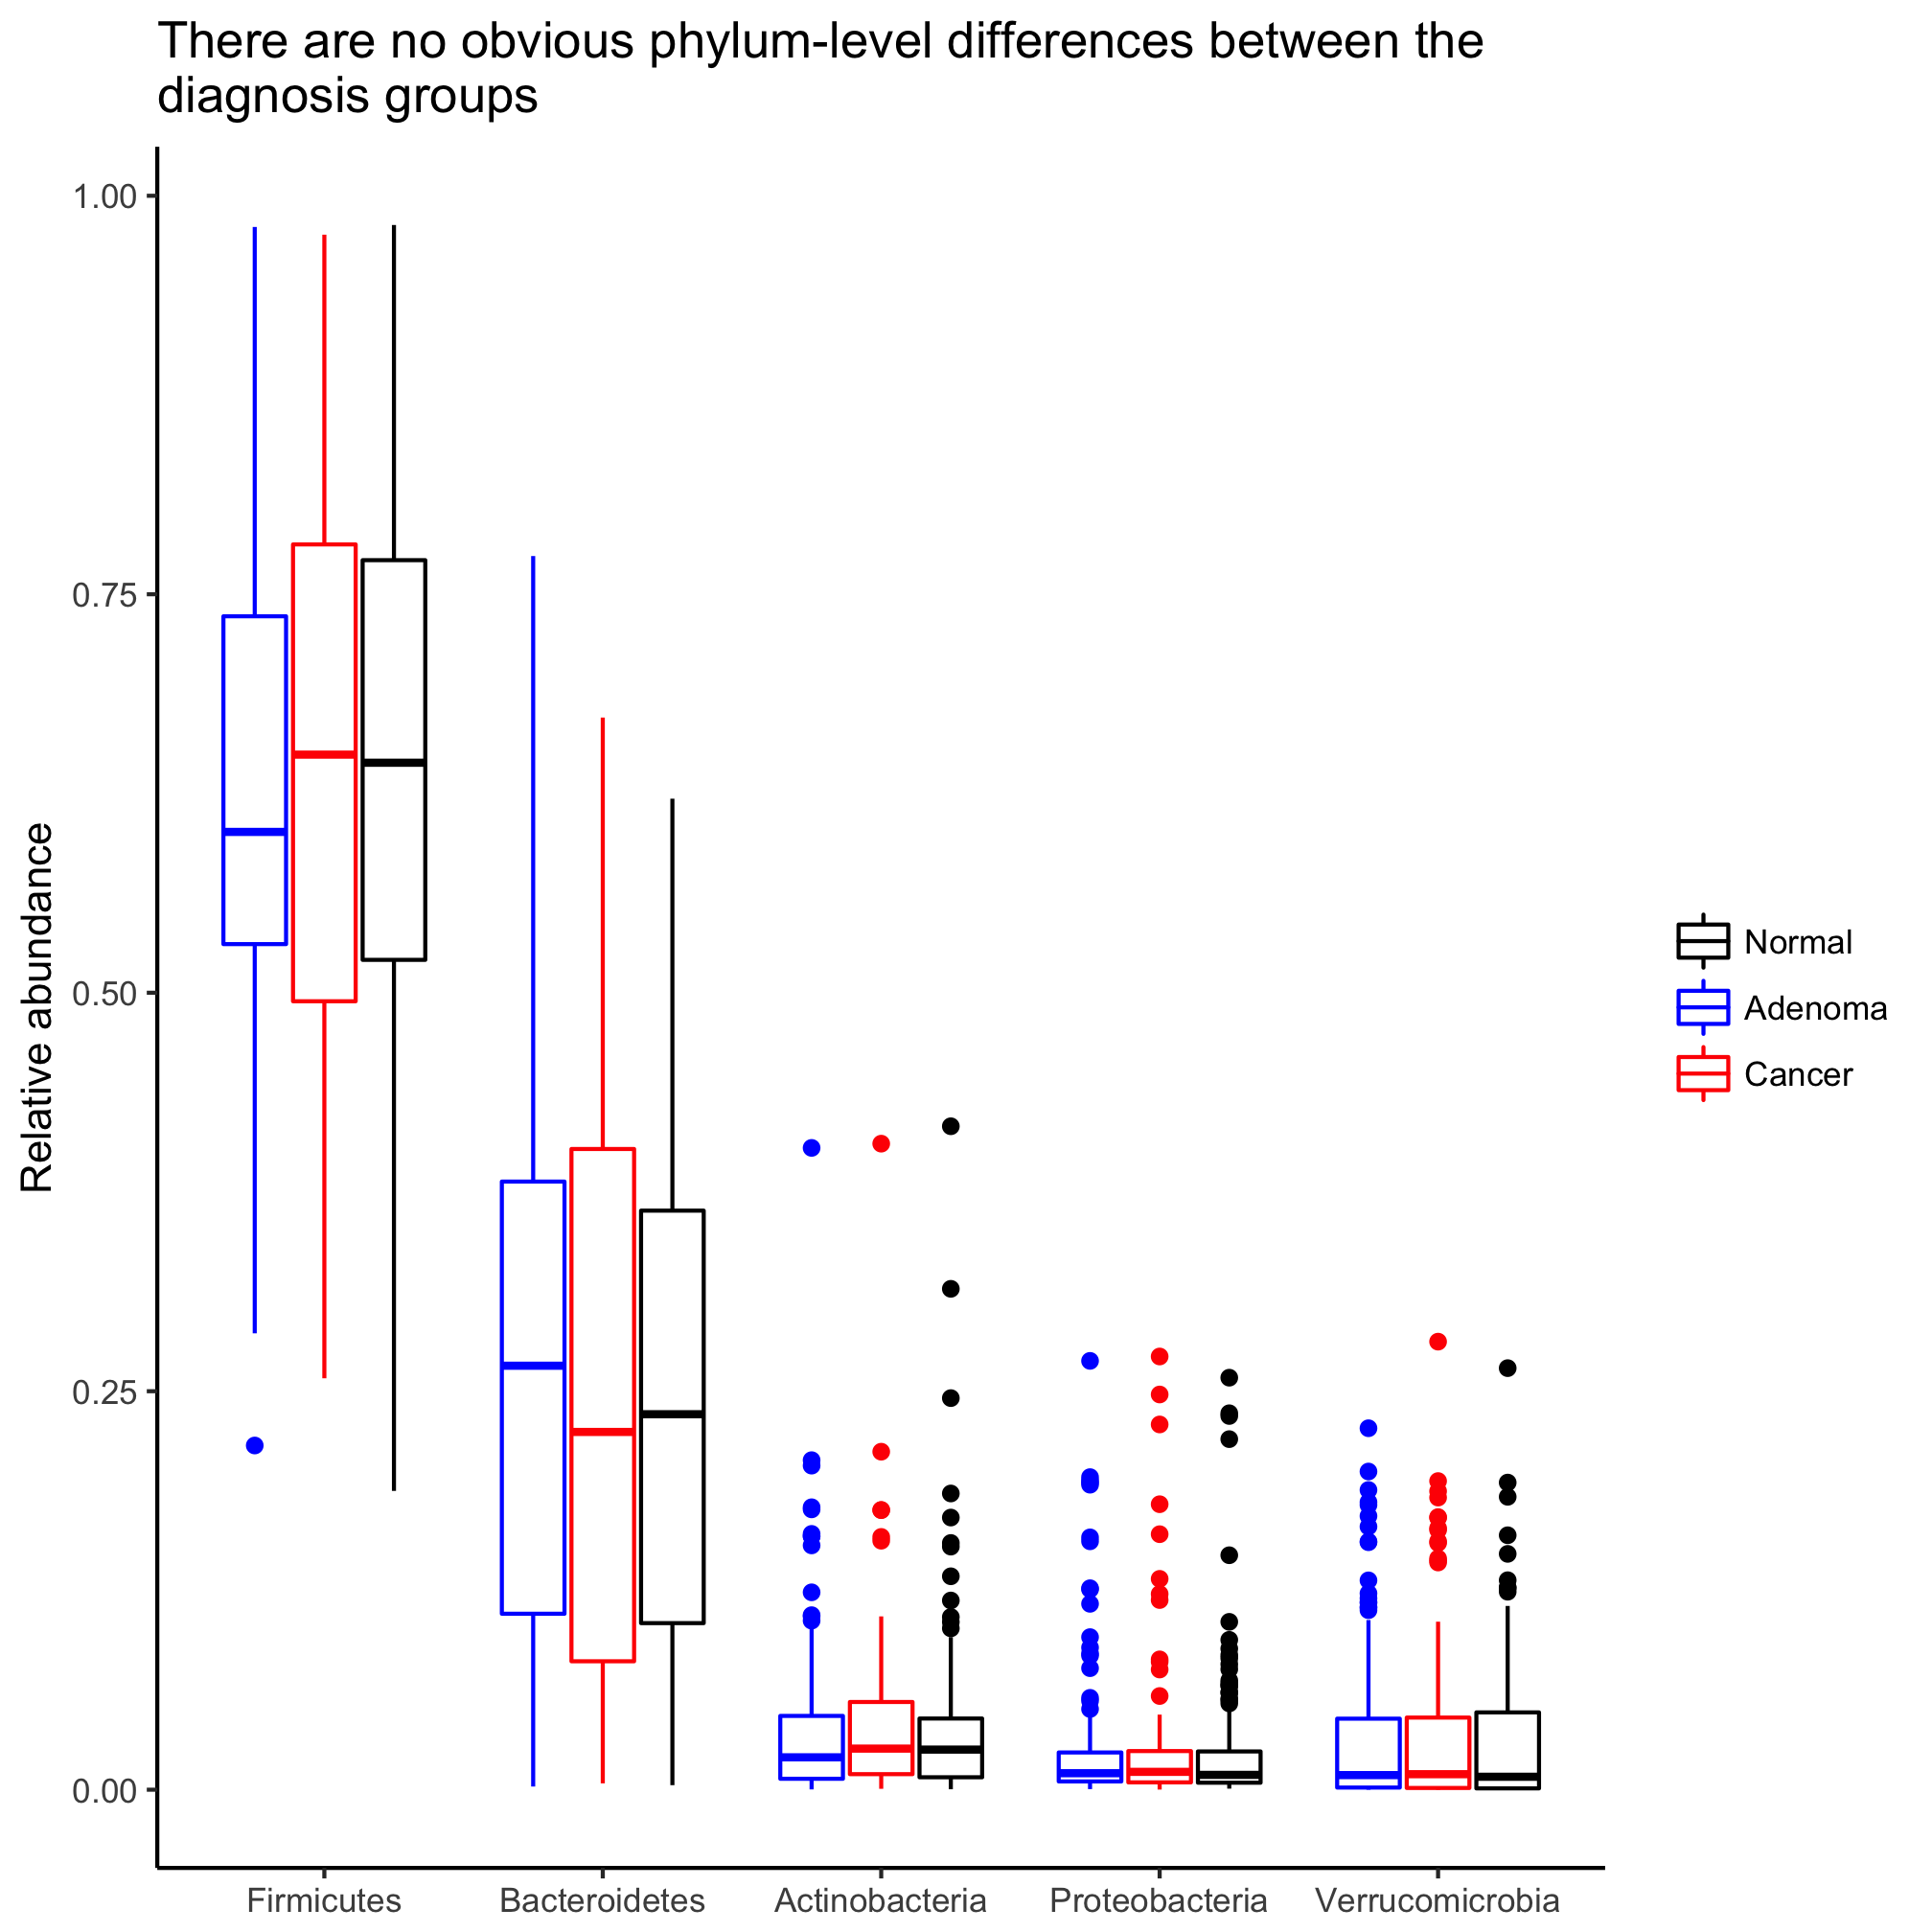 There are no obvious phylum-level differences between the
diagnosis groups
1.00
0.75
0.50
0.25
0.00
Relative abundance
Firmicutes
Bacteroidetes
Actinobacteria
Proteobacteria
Verrucomicrobia
Normal
Adenoma
Cancer